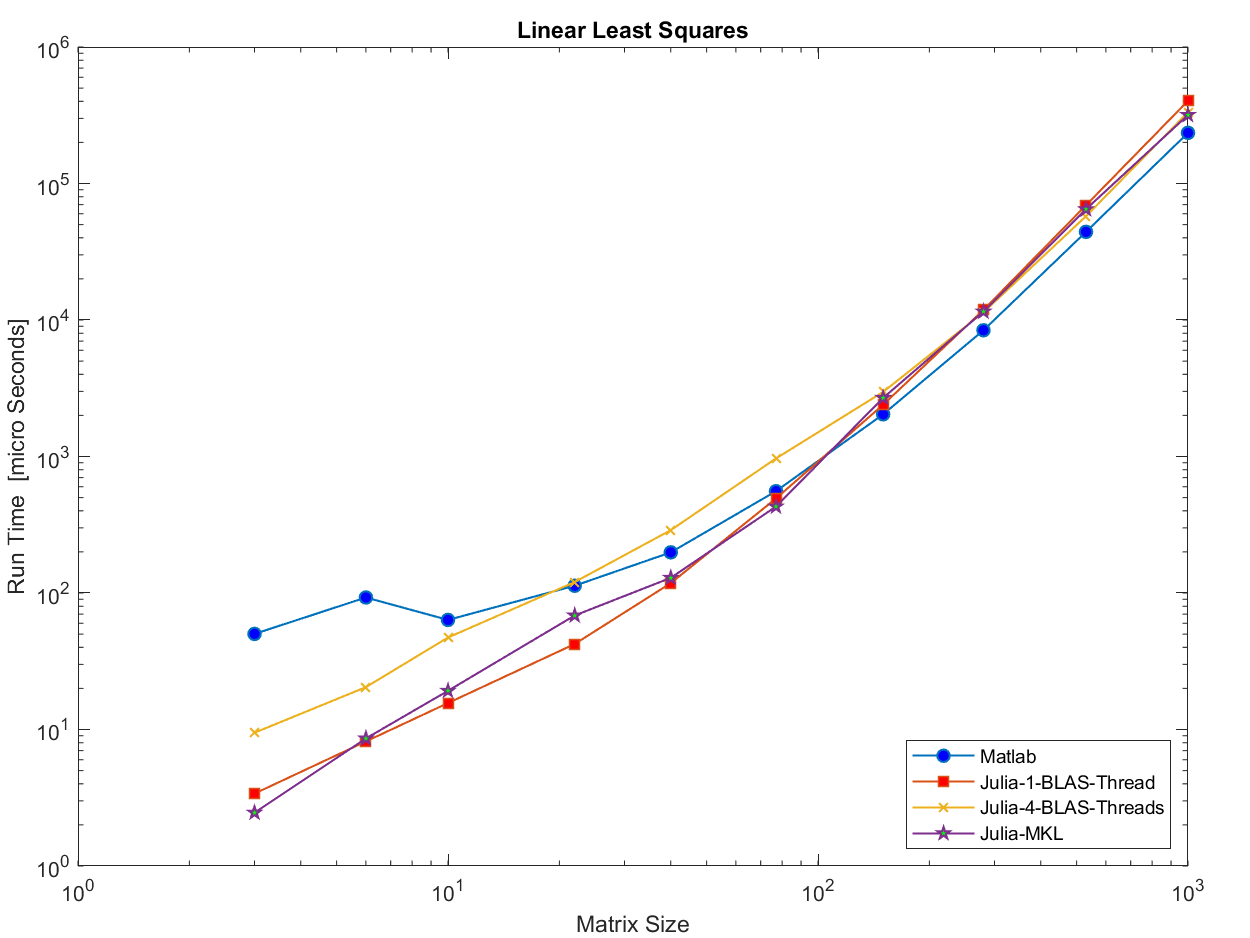 Linear Least Squares
10^6
10^5
10^4
10^3
10^2
10^1
10^0
Run Time [micro Seconds]
10^0 10^1 10^2 10^3
Matrix Size
Matlab
Julia-1-BLAS-Thread
Julia-4-BLAS-Threads
Julia-MKL